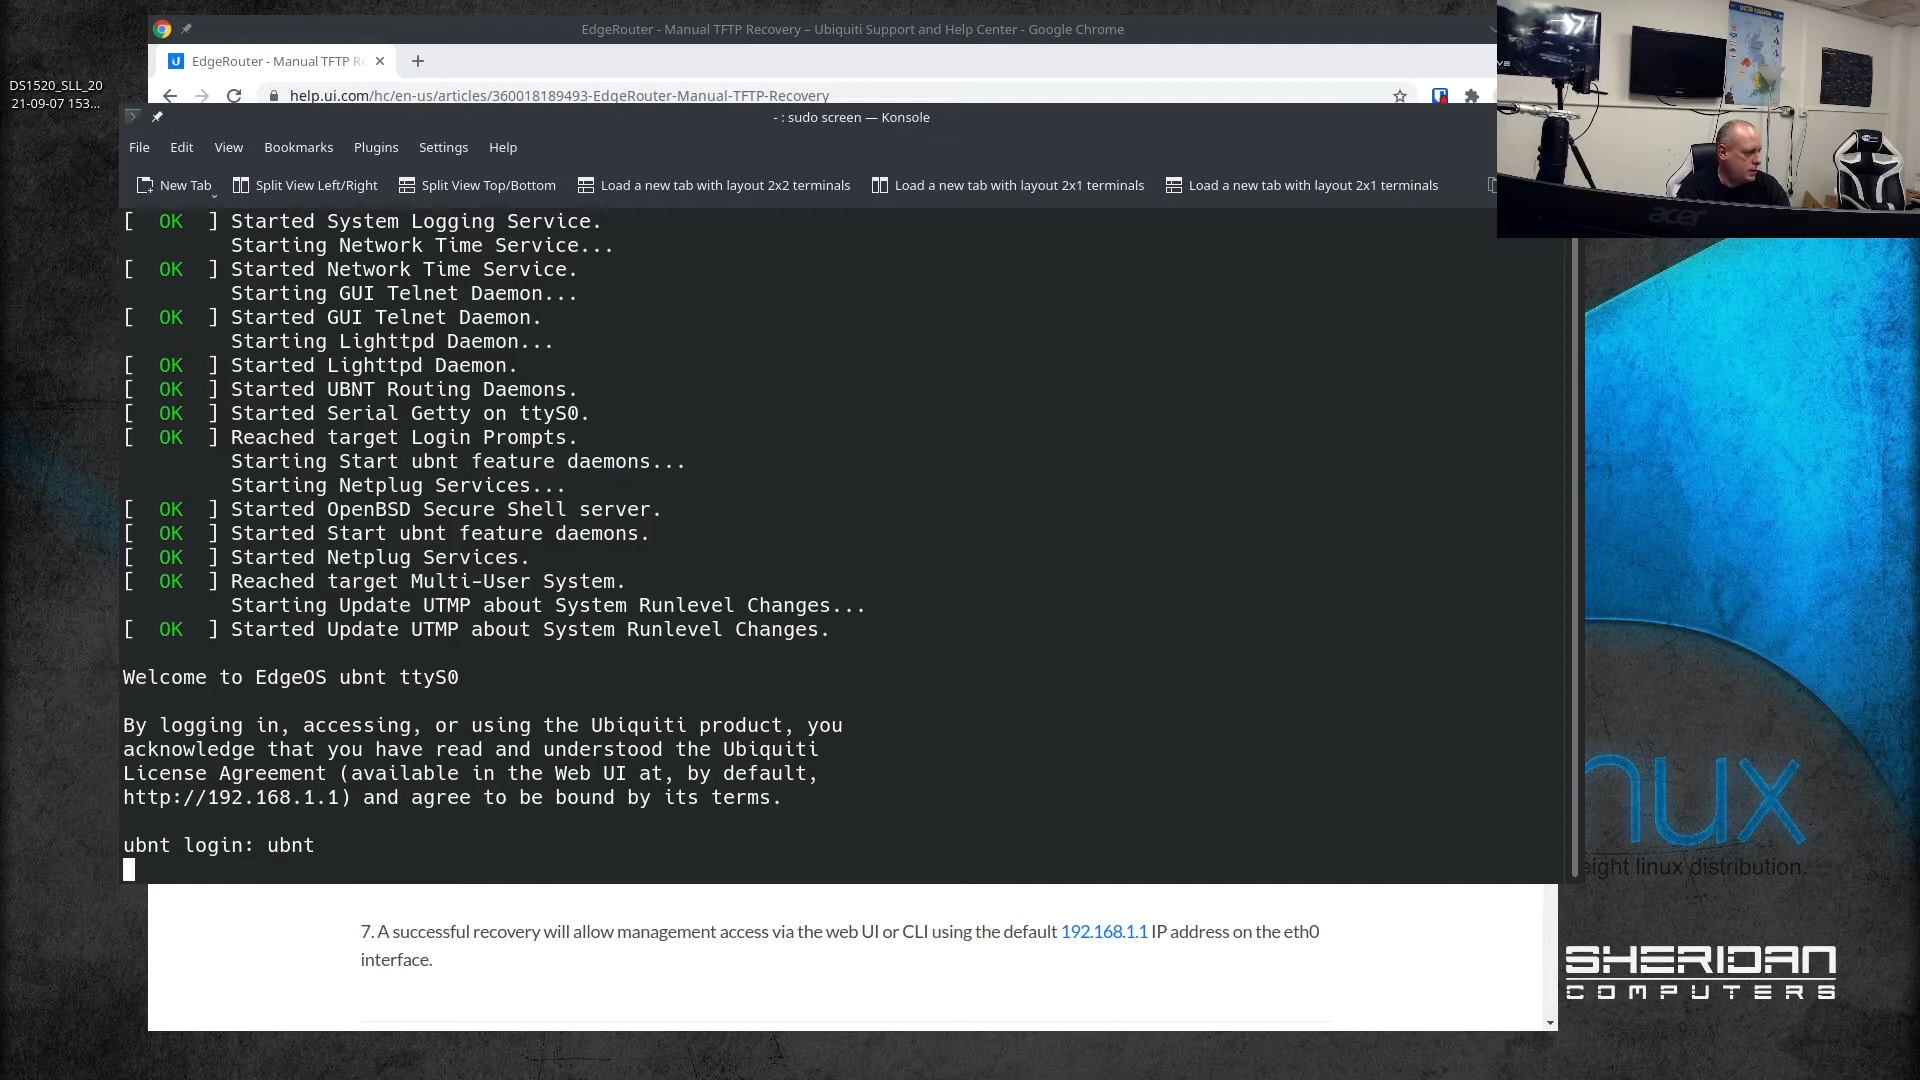 EdgeRouter - Manual TFTP Recovery – Ubiquiti Support and Help Center - Google Chrome
EdgeRouter - Manual TFTP Re
help.ui.com/hc/en-us/articles/360018189493-EdgeRouter-Manual-TFTP-Recovery
DS1520_SLL_20
21-09-07 153...
- : sudo screen — Konsole
File Edit View Bookmarks Plugins Settings Help
New Tab Split View Left/Right Split View Top/Bottom Load a new tab with layout 2x2 terminals Load a new tab with layout 2x1 terminals Load a new tab with layout 2x1 terminals
acer
[ OK ] Started System Logging Service.
Starting Network Time Service...
[ OK ] Started Network Time Service.
Starting GUI Telnet Daemon...
[ OK ] Started GUI Telnet Daemon.
Starting Lighttpd Daemon...
[ OK ] Started Lighttpd Daemon.
[ OK ] Started UBNT Routing Daemons.
[ OK ] Started Serial Getty on ttyS0.
[ OK ] Reached target Login Prompts.
Starting Start ubnt feature daemons...
Starting Netplug Services...
[ OK ] Started OpenBSD Secure Shell server.
[ OK ] Started Start ubnt feature daemons.
[ OK ] Started Netplug Services.
[ OK ] Reached target Multi-User System.
Starting Update UTMP about System Runlevel Changes...
[ OK ] Started Update UTMP about System Runlevel Changes.
Welcome to EdgeOS ubnt ttyS0
By logging in, accessing, or using the Ubiquiti product, you
acknowledge that you have read and understood the Ubiquiti
License Agreement (available in the Web UI at, by default,
http://192.168.1.1) and agree to be bound by its terms.
ubnt login: ubnt
nux
eight linux distribution.
7. A successful recovery will allow management access via the web UI or CLI using the default 192.168.1.1 IP address on the eth0
interface.
SHERIDAN
COMPUTERS